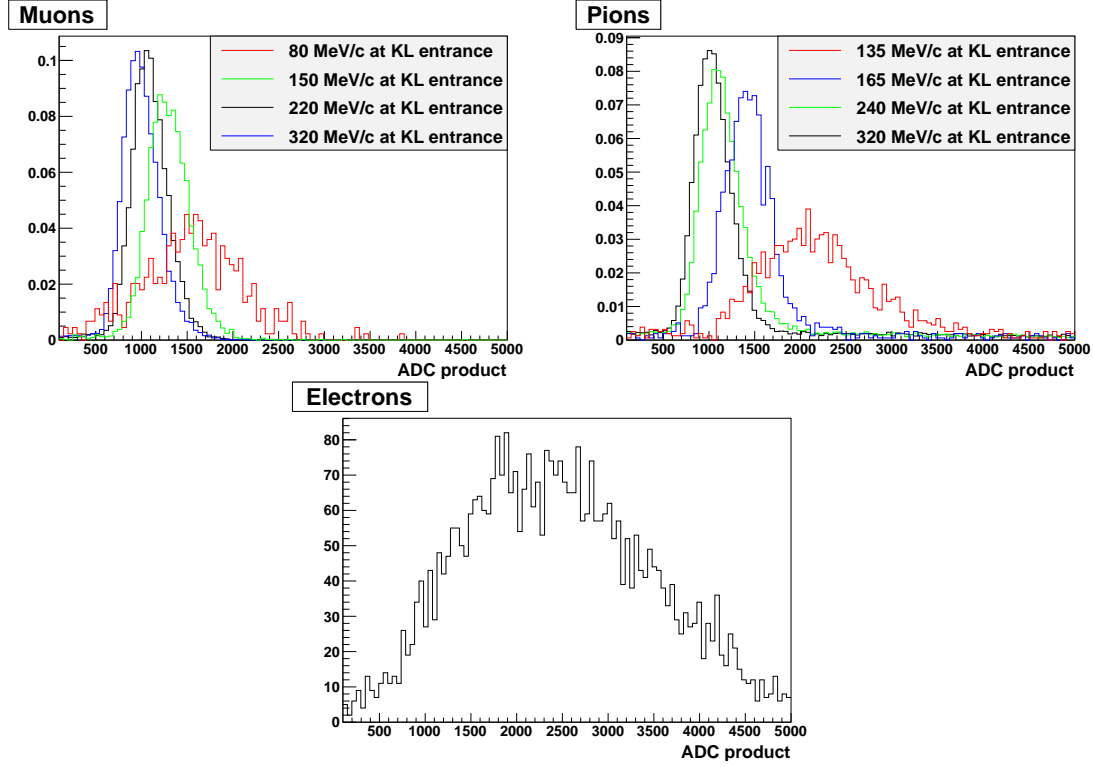 Muons
80 MeV/c at KL entrance
150 MeV/c at KL entrance
220 MeV/c at KL entrance
320 MeV/c at KL entrance
0.1
0.08
0.06
0.04
0.02
0
500 1000 1500 2000 2500 3000 3500 4000 4500 5000
ADC product
Pions
135 MeV/c at KL entrance
165 MeV/c at KL entrance
240 MeV/c at KL entrance
320 MeV/c at KL entrance
0.09
0.08
0.07
0.06
0.05
0.04
0.03
0.02
0.01
0
500 1000 1500 2000 2500 3000 3500 4000 4500 5000
ADC product
Electrons
80
70
60
50
40
30
20
10
0
500 1000 1500 2000 2500 3000 3500 4000 4500 5000
ADC product